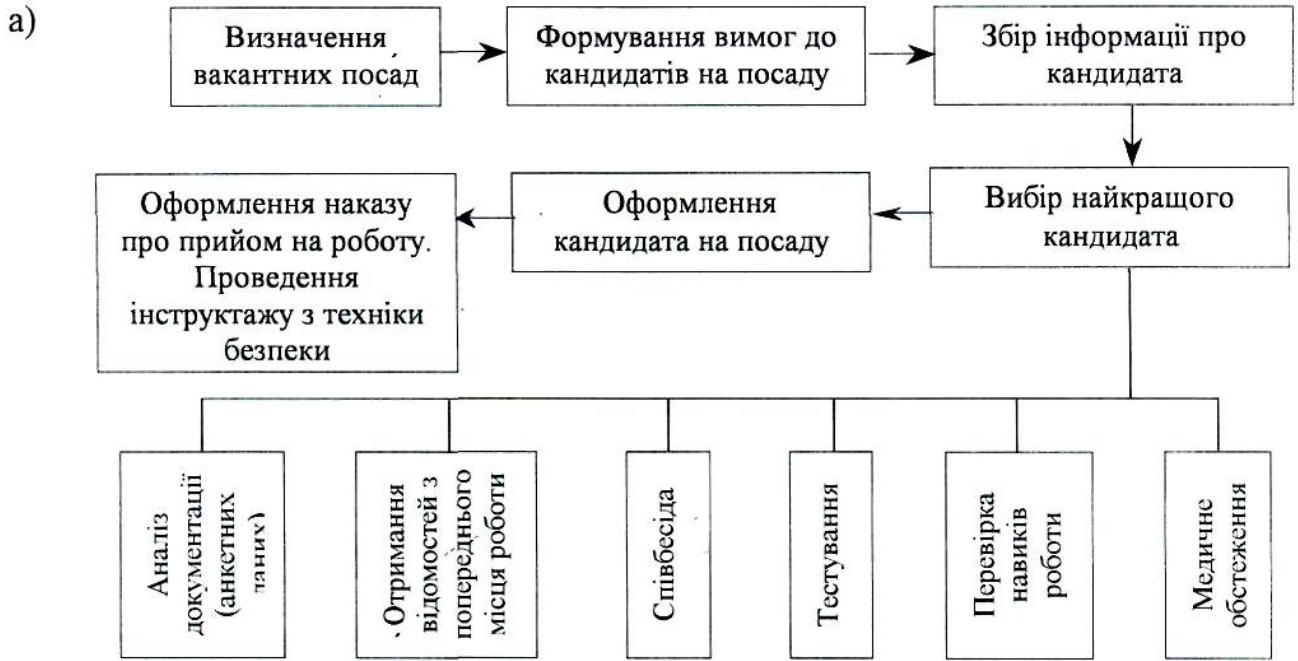 а)
Визначення
вакантних посад
Формування вимог до
кандидатів на посаду
Збір інформації про
кандидата
Оформлення наказу
про прийом на роботу.
Проведення
інструктажу з техніки
безпеки
Оформлення
кандидата на посаду
Вибір найкращого
кандидата
Аналіз
документації
(анкетних
даних)
Отримання
відомостей з
попереднього
місця роботи
Співбесіда
Тестування
Перевірка
навиків
роботи
Медичне
обстеження